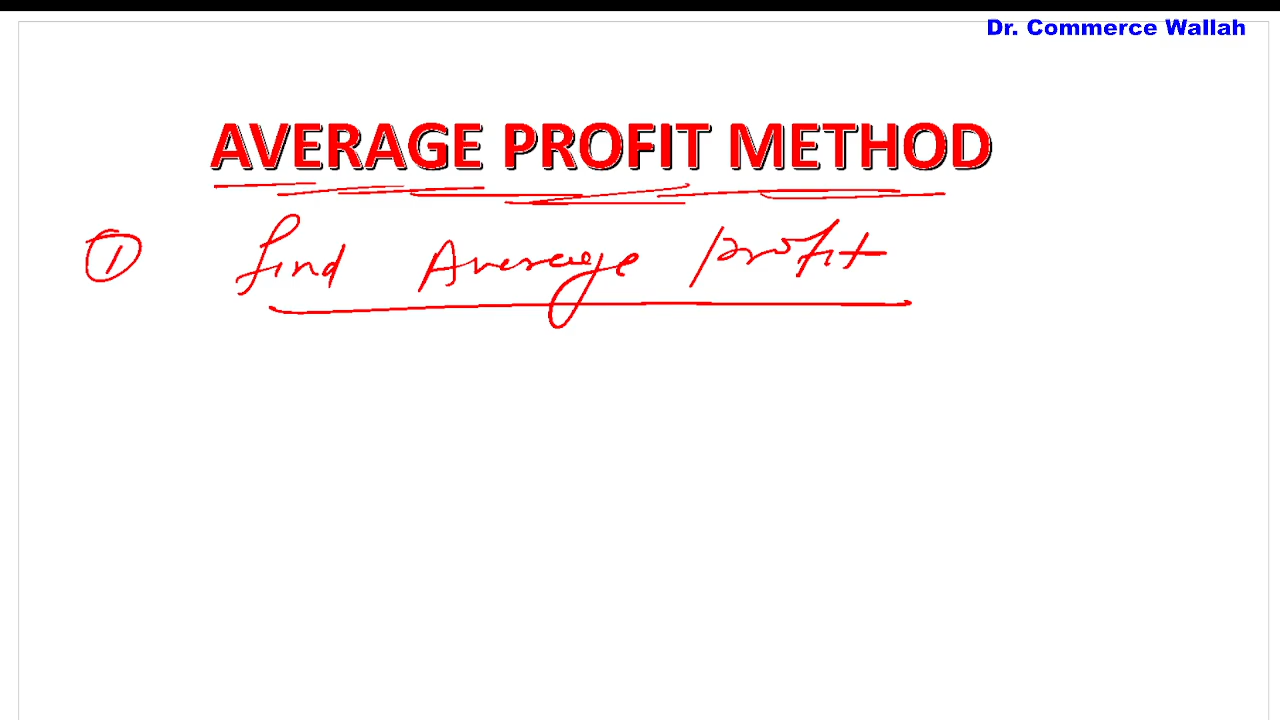 Dr. Commerce Wallah
AVERAGE PROFIT METHOD
① find Average profit